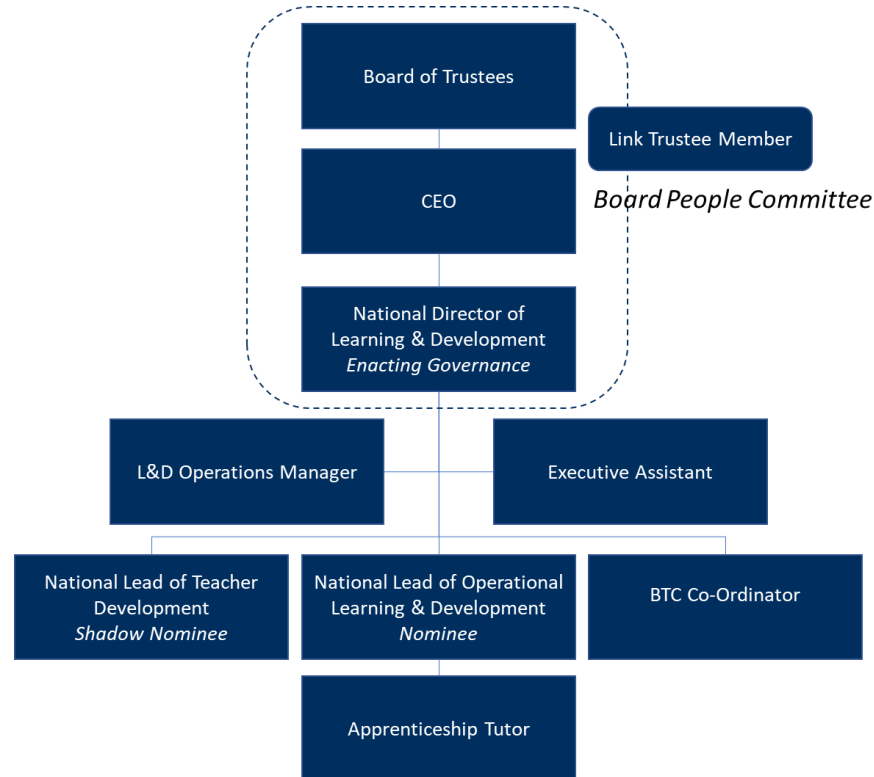 Board of Trustees
Link Trustee Member
Board People Committee
CEO
National Director of
Learning & Development
Enacting Governance
L&D Operations Manager
Executive Assistant
National Lead of Teacher
Development
Shadow Nominee
National Lead of Operational
Learning & Development
Nominee
BTC Co-Ordinator
Apprenticeship Tutor